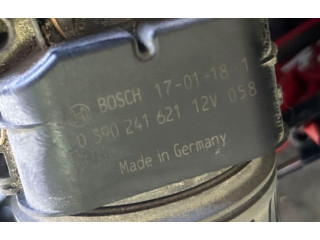 BOSCH 17-01-18 1
0 390 241 621 12V 058
Made in Germany